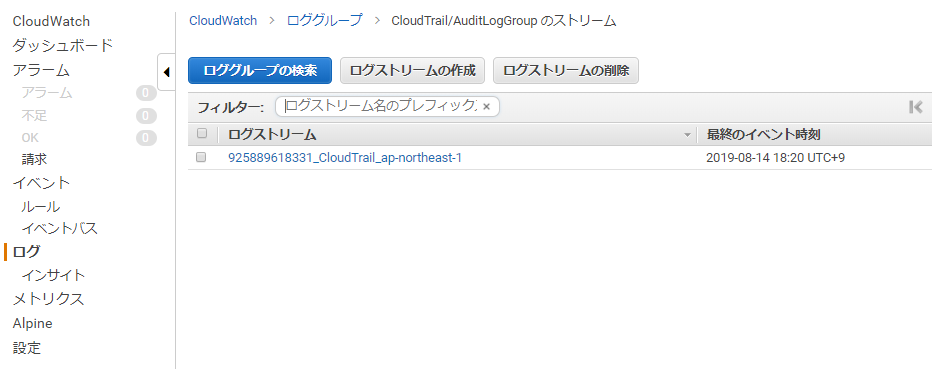 CloudWatch
ダッシュボード
アラーム
アラーム 0
不足 0
OK 0
請求
イベント
ルール
イベントバス
ログ
インサイト
メトリクス
Alpine
設定
CloudWatch ロググループ CloudTrail/AuditLogGroup のストリーム
ロググループの検索 ログストリームの作成 ログストリームの削除
フィルター: ログストリーム名のプレフィックス ×
ログストリーム 最終のイベント時刻
925889618331_CloudTrail_ap-northeast-1 2019-08-14 18:20 UTC+9